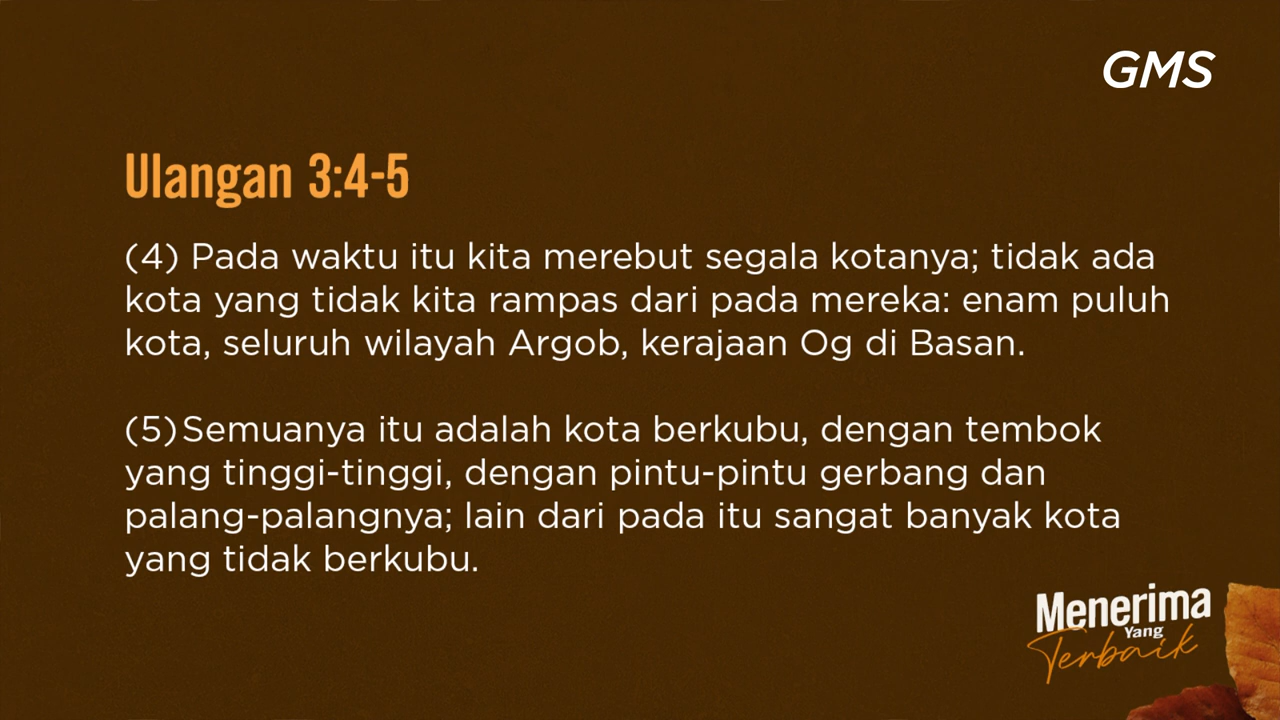 GMS
Ulangan 3:4-5
(4) Pada waktu itu kita merebut segala kotanya; tidak ada
kota yang tidak kita rampas dari pada mereka: enam puluh
kota, seluruh wilayah Argob, kerajaan Og di Basan.
(5) Semuanya itu adalah kota berkubu, dengan tembok
yang tinggi-tinggi, dengan pintu-pintu gerbang dan
palang-palangnya; lain dari pada itu sangat banyak kota
yang tidak berkubu.
Menerima
Yang
Terbaik